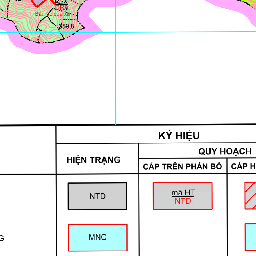 KÝ HIỆU
QUY HOẠCH
HIỆN TRẠNG
CẤP TRÊN PHÂN BỔ
CẤP H
NTD
mã HT
NTD
MNC
G